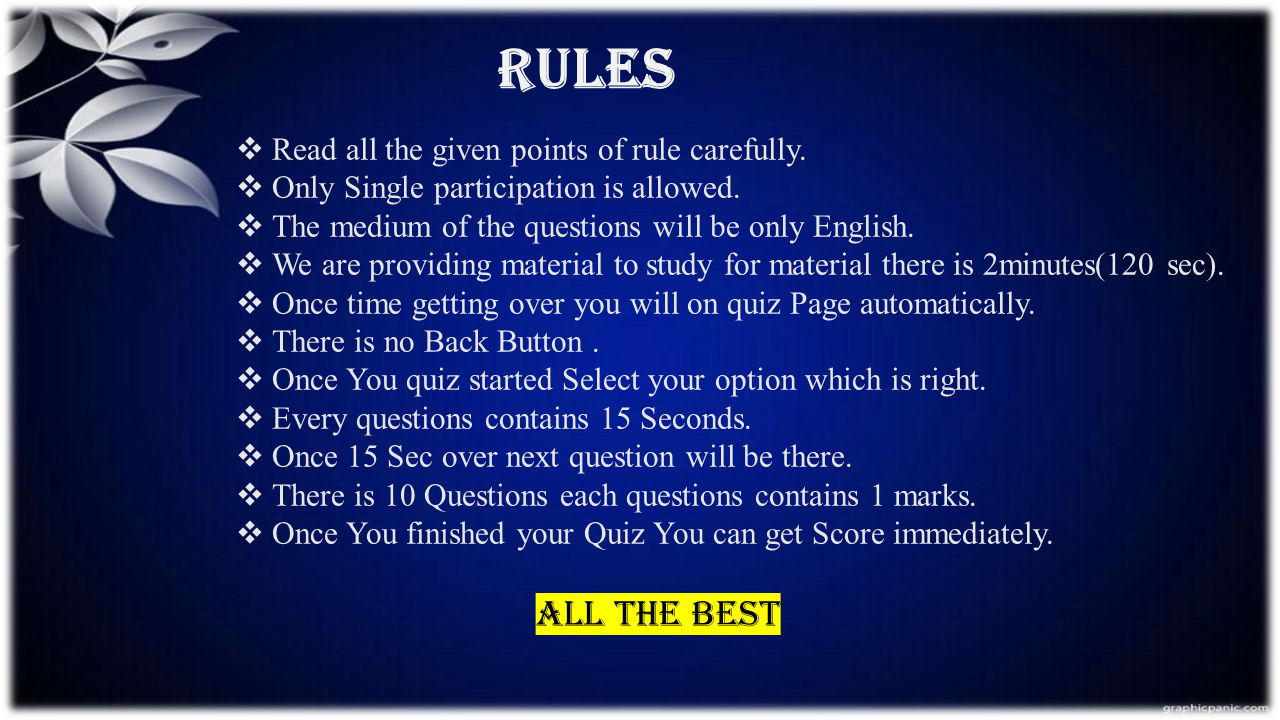 RULES
❖ Read all the given points of rule carefully.
❖ Only Single participation is allowed.
❖ The medium of the questions will be only English.
❖ We are providing material to study for material there is 2minutes(120 sec).
❖ Once time getting over you will on quiz Page automatically.
❖ There is no Back Button .
❖ Once You quiz started Select your option which is right.
❖ Every questions contains 15 Seconds.
❖ Once 15 Sec over next question will be there.
❖ There is 10 Questions each questions contains 1 marks.
❖ Once You finished your Quiz You can get Score immediately.
ALL THE BEST
graphicpanic.com